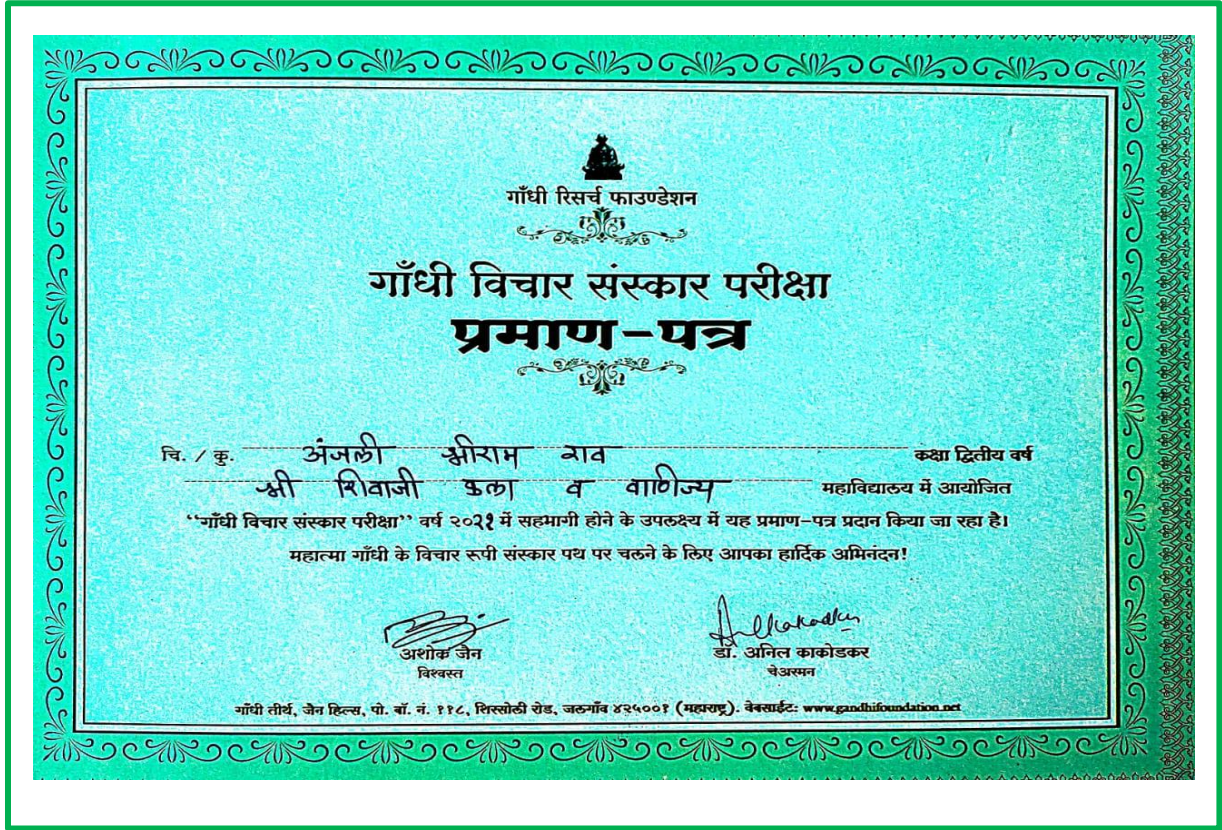 गाँधी रिसर्च फाउण्डेशन
गाँधी विचार संस्कार परीक्षा
प्रमाण-पत्र
चि. / कु. अंजली श्रीराम राव कक्षा द्वितीय वर्ष
श्री शिवाजी कला व वाणिज्य महाविद्यालय में आयोजित
“गाँधी विचार संस्कार परीक्षा” वर्ष २०२१ में सहभागी होने के उपलक्ष्य में यह प्रमाण-पत्र प्रदान किया जा रहा है।
महात्मा गाँधी के विचार रूपी संस्कार पथ पर चलने के लिए आपका हार्दिक अभिनंदन!
अशोक जैन
विश्वस्त
डॉ. अनिल काकोडकर
चेअरमन
गाँधी तीर्थ, जैन हिल्स, पो. बॉ. नं. ११८, शिरसोली रोड, जलगाँव ४२५००१ (महाराष्ट्र). वेबसाईट: www.gandhifoundation.net